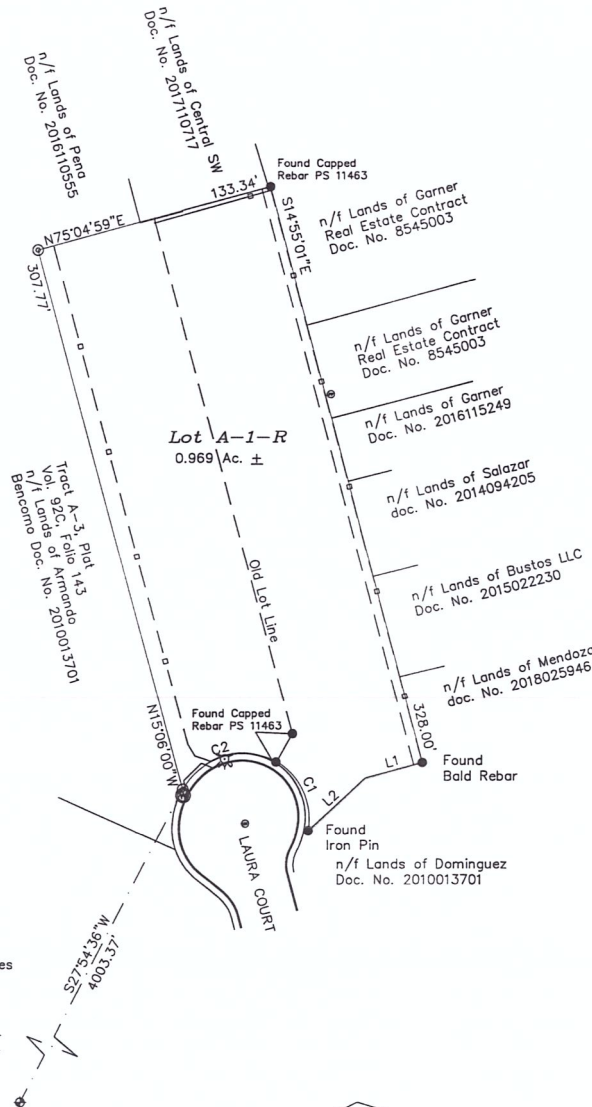 n/f Lands of Pena
Doc. No. 2016110555
n/f Lands of Central SW
Doc. No. 2017110717
Found Capped
Rebar PS 11463
133.34'
N75°04'59"E
S14°55'01"E
n/f Lands of Garner
Real Estate Contract
Doc. No. 8545003
307.77'
n/f Lands of Garner
Real Estate Contract
Doc. No. 8545003
n/f Lands of Garner
Doc. No. 2016115249
Lot A-1-R
0.969 Ac. ±
n/f Lands of Salazar
doc. No. 2014094205
Tract A-3, Plat
Vol. 92C, Folio 143
n/f Lands of Armando
Bencomo Doc. No. 2010013701
Old Lot Line
n/f Lands of Bustos LLC
Doc. No. 2015022230
n/f Lands of Mendoza
doc. No. 2018025946
328.00'
Found Capped
Rebar PS 11463
N15°06'00"W
C2
C1
L1
L2
Found
Bald Rebar
Found
Iron Pin
LAURA COURT
n/f Lands of Dominguez
Doc. No. 2010013701
S27°54'36"W
4003.37'
es